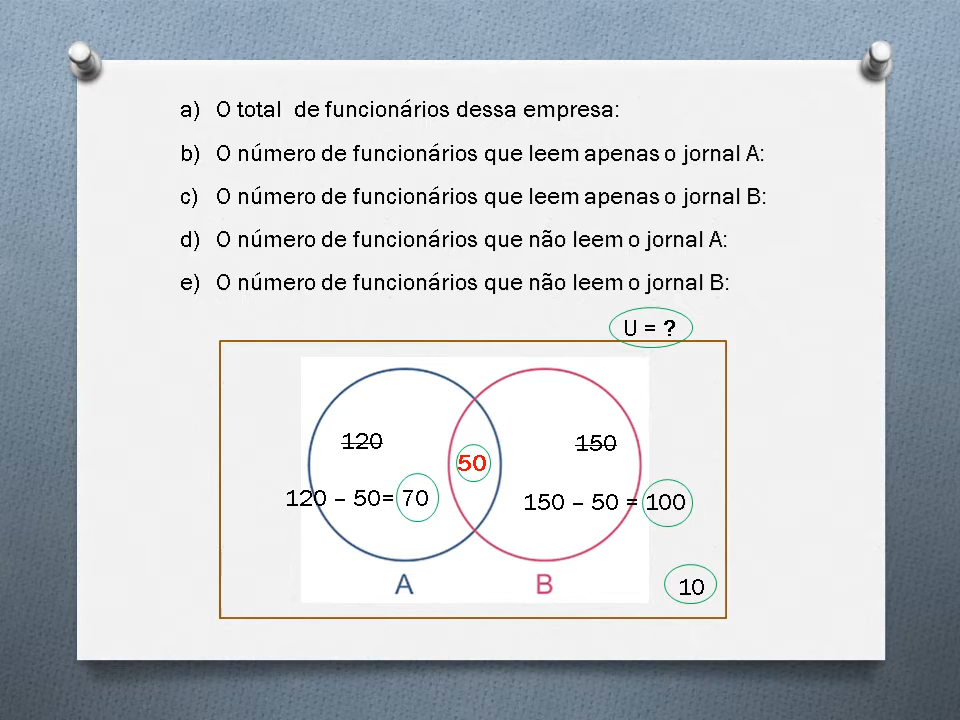 a) O total de funcionários dessa empresa:
b) O número de funcionários que leem apenas o jornal A:
c) O número de funcionários que leem apenas o jornal B:
d) O número de funcionários que não leem o jornal A:
e) O número de funcionários que não leem o jornal B:
U = ?
120
150
50
120 – 50= 70
150 – 50 = 100
A
B
10